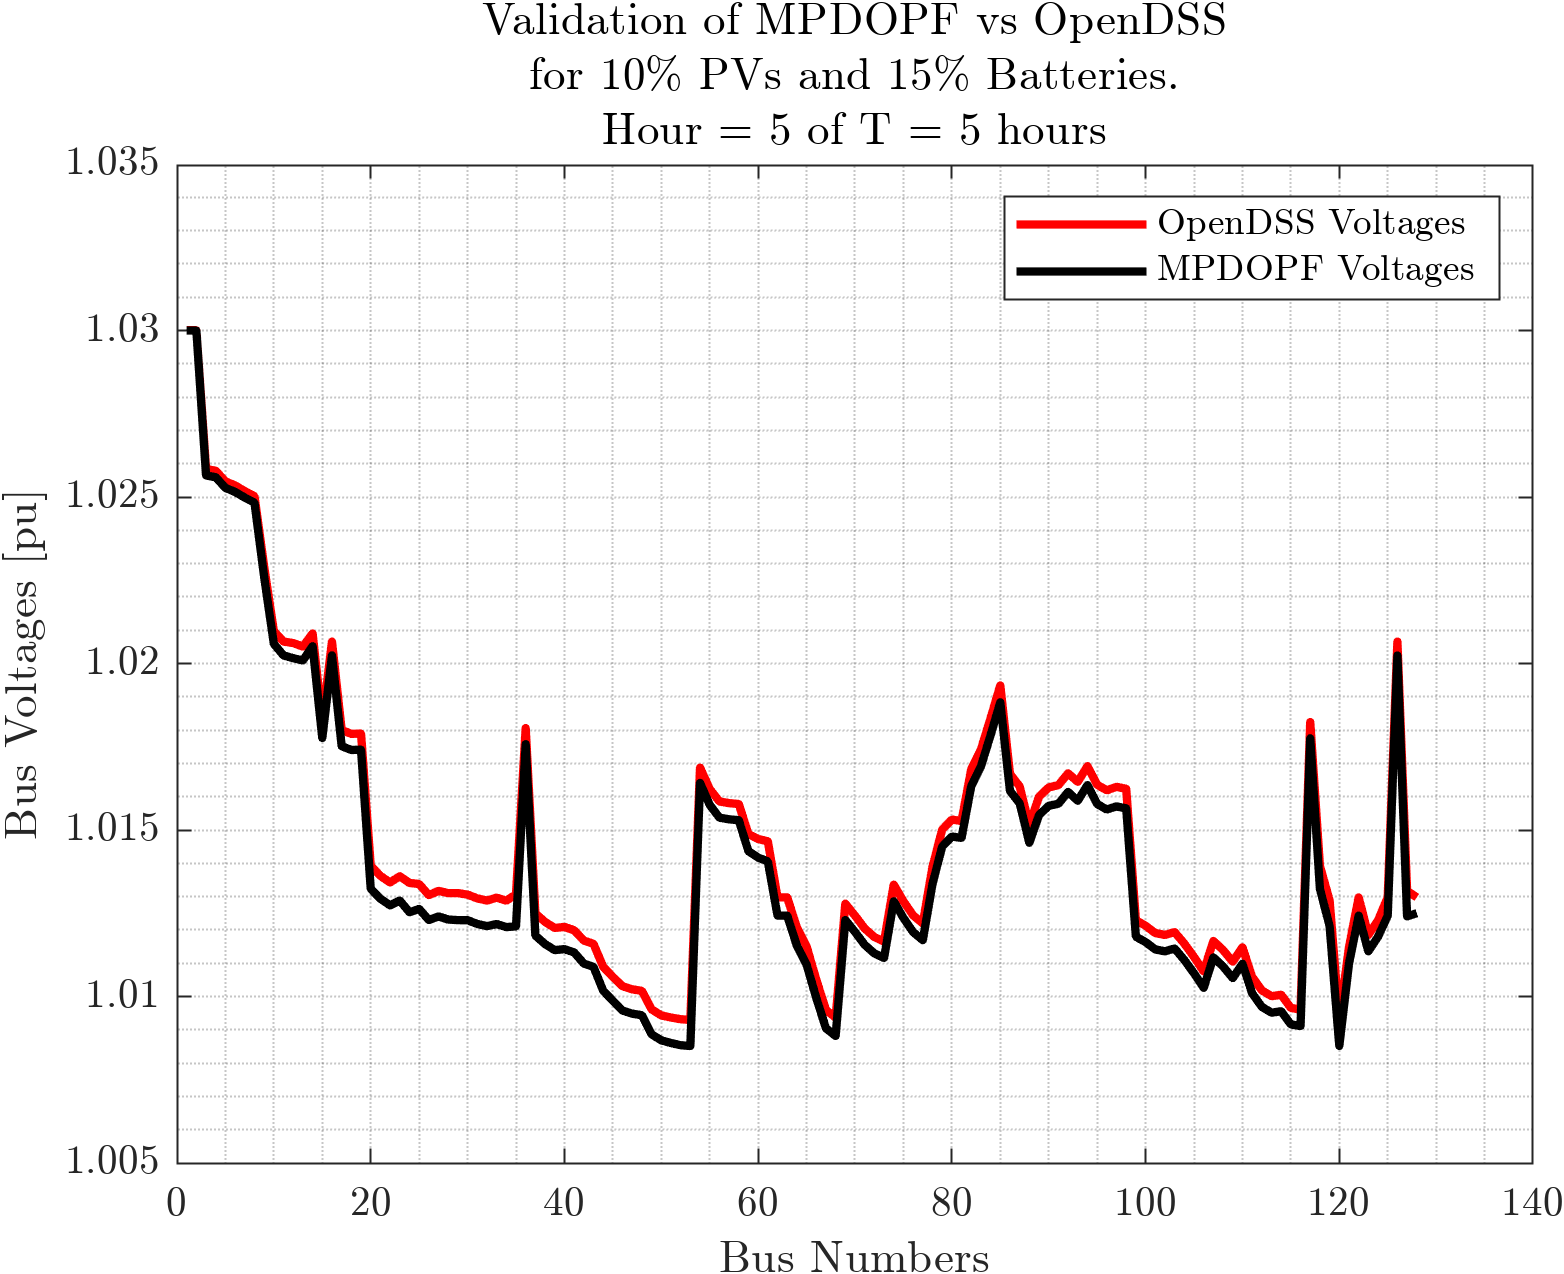 Validation of MPDOPF vs OpenDSS
for 10% PVs and 15% Batteries.
Hour = 5 of T = 5 hours
OpenDSS Voltages
MPDOPF Voltages
Bus Voltages [pu]
1.035
1.03
1.025
1.02
1.015
1.01
1.005
0
20
40
60
80
100
120
140
Bus Numbers